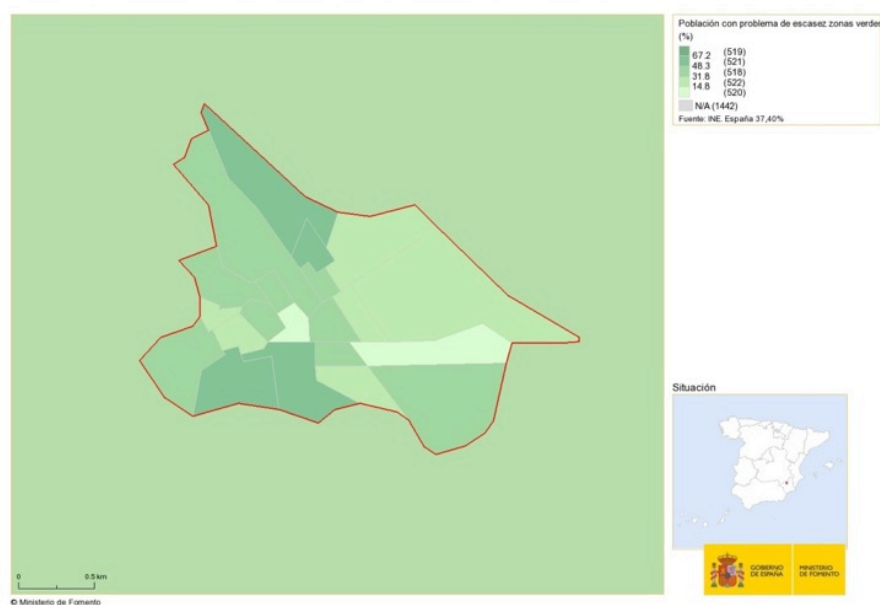 Población con problema de escasez zonas verdes
(%)
67.2 (519)
48.3 (521)
31.8 (518)
14.8 (522)
(520)
N/A (1442)
Fuente: INE. España 37,40%
Situación
GOBIERNO MINISTERIO
DE ESPAÑA DE FOMENTO
0 0.5 km
© Ministerio de Fomento